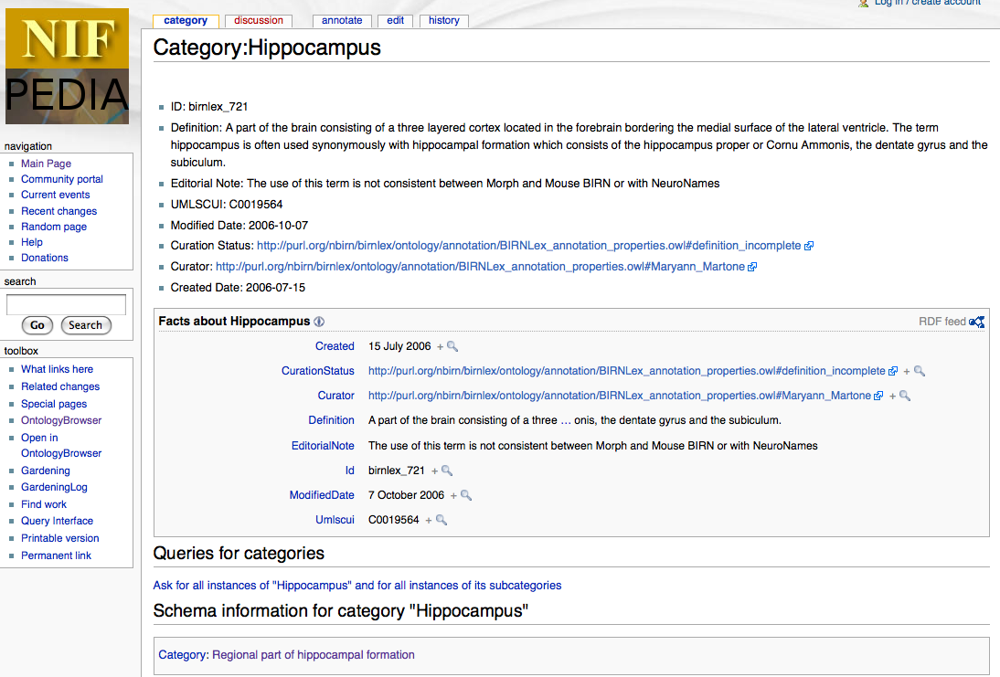 Log in / create account
NIF
PEDIA
category discussion annotate edit history
Category:Hippocampus
ID: birnlex_721
Definition: A part of the brain consisting of a three layered cortex located in the forebrain bordering the medial surface of the lateral ventricle. The term
hippocampus is often used synonymously with hippocampal formation which consists of the hippocampus proper or Cornu Ammonis, the dentate gyrus and the
subiculum.
Editorial Note: The use of this term is not consistent between Morph and Mouse BIRN or with NeuroNames
UMLSCUI: C0019564
Modified Date: 2006-10-07
Curation Status: http://purl.org/nbirn/birnlex/ontology/annotation/BIRNLex_annotation_properties.owl#definition_incomplete
Curator: http://purl.org/nbirn/birnlex/ontology/annotation/BIRNLex_annotation_properties.owl#Maryann_Martone
Created Date: 2006-07-15
navigation
Main Page
Community portal
Current events
Recent changes
Random page
Help
Donations
search
Go Search
toolbox
What links here
Related changes
Special pages
OntologyBrowser
Open in
OntologyBrowser
Gardening
GardeningLog
Find work
Query Interface
Printable version
Permanent link
Facts about Hippocampus RDF feed
Created 15 July 2006 +
CurationStatus http://purl.org/nbirn/birnlex/ontology/annotation/BIRNLex_annotation_properties.owl#definition_incomplete +
Curator http://purl.org/nbirn/birnlex/ontology/annotation/BIRNLex_annotation_properties.owl#Maryann_Martone +
Definition A part of the brain consisting of a three … onis, the dentate gyrus and the subiculum.
EditorialNote The use of this term is not consistent between Morph and Mouse BIRN or with NeuroNames
Id birnlex_721 +
ModifiedDate 7 October 2006 +
Umlscui C0019564 +
Queries for categories
Ask for all instances of "Hippocampus" and for all instances of its subcategories
Schema information for category "Hippocampus"
Category: Regional part of hippocampal formation